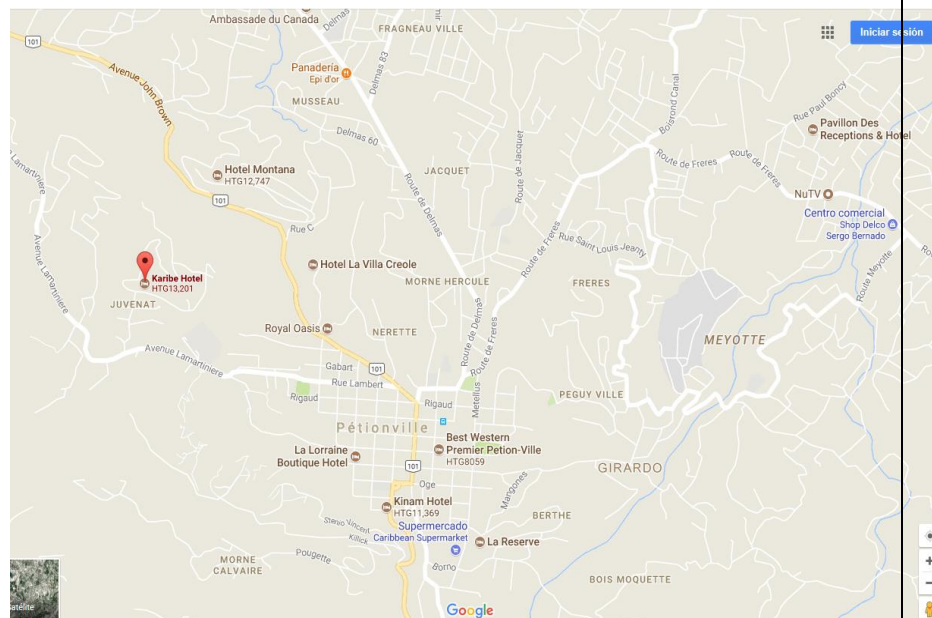 Ambassade du Canada
Delmas
FRAGNEAU VILLE
Iniciar sesión
101
Avenue John Brown
Panadería
Epi d'or
Delmas 83
MUSSEAU
Boisrond Canal
Rue Paul Boncy
Pavillon Des
Receptions & Hotel
Delmas 60
Route de Jacquet
Lamartiniere
Hotel Montana
HTG12,747
JACQUET
Route de Freres
Route de Freres
101
Route de Delmas
NuTV
Centro comercial
Shop Delco
Sergo Bernado
Rue C
Avenue Lamartiniere
Route de Freres
Rue Saint Louis Jeanty
Hotel La Villa Creole
Karibe Hotel
HTG13,201
JUVENAT
MORNE HERCULE
FRERES
Route Meyotte
Royal Oasis
NERETTE
Route de Delmas
Route de Freres
MEYOTTE
Avenue Lamartiniere
Gabart
101
Rue Lambert
Rigaud
Rigaud
Metellus
PEGUY VILLE
Pétionville
Best Western
Premier Petion-Ville
HTG8059
La Lorraine
Boutique Hotel
101
GIRARDO
Oge
Mangones
Kinam Hotel
HTG11,369
BERTHE
Stenio Vincent
Killick
Supermercado
Caribbean Supermarket
La Reserve
Pougette
MORNE
CALVAIRE
Borno
BOIS MOQUETTE
Google